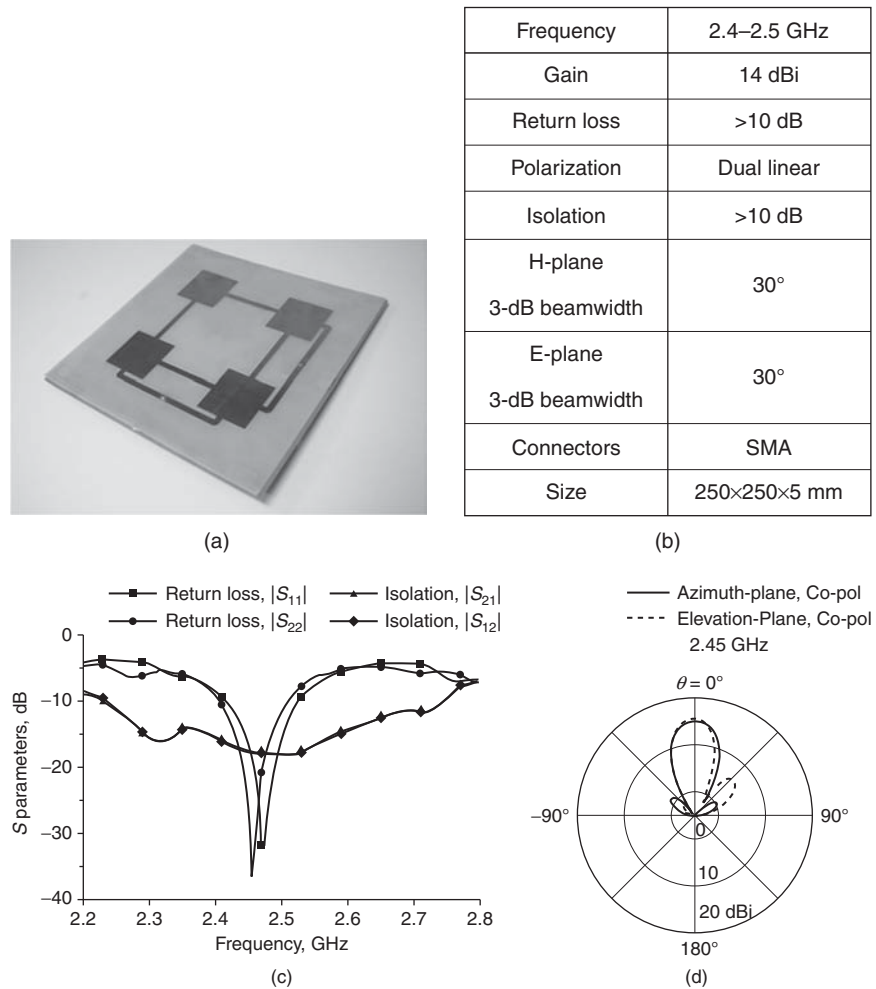 Frequency 2.4–2.5 GHz
Gain 14 dBi
Return loss >10 dB
Polarization Dual linear
Isolation >10 dB
H-plane
3-dB beamwidth 30°
E-plane
3-dB beamwidth 30°
Connectors SMA
Size 250×250×5 mm
(a)
(b)
Return loss, |S11| Isolation, |S21|
Return loss, |S22| Isolation, |S12|
0
–10
–20
–30
–40
S parameters, dB
2.2 2.3 2.4 2.5 2.6 2.7 2.8
Frequency, GHz
(c)
Azimuth-plane, Co-pol
Elevation-Plane, Co-pol
2.45 GHz
θ = 0°
–90° 90°
0
10
20 dBi
180°
(d)